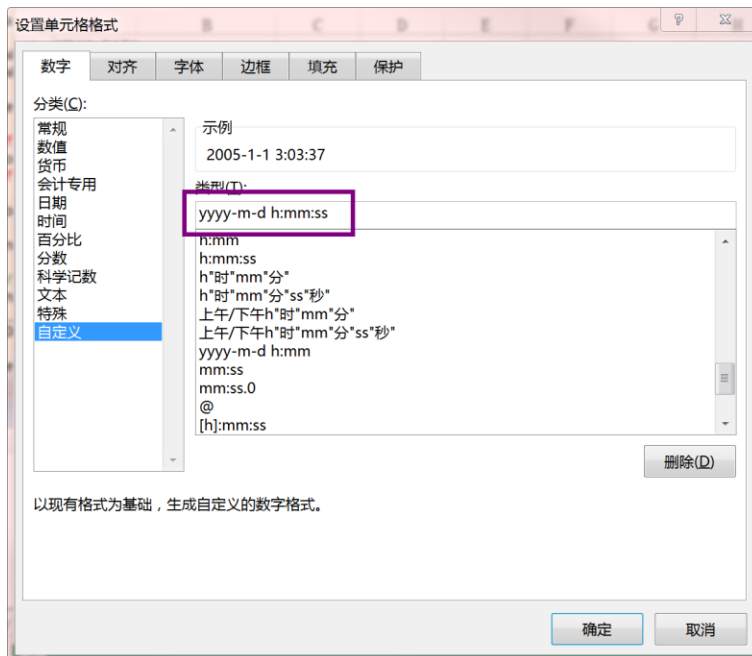 设置单元格格式
B C D E F G H
数字 对齐 字体 边框 填充 保护
分类(C):
常规
数值
货币
会计专用
日期
时间
百分比
分数
科学记数
文本
特殊
自定义
示例
2005-1-1 3:03:37
类型(T):
yyyy-m-d h:mm:ss
h:mm
h:mm:ss
h"时"mm"分"
h"时"mm"分"ss"秒"
上午/下午h"时"mm"分"
上午/下午h"时"mm"分"ss"秒"
yyyy-m-d h:mm
mm:ss
mm:ss.0
@
[h]:mm:ss
删除(D)
以现有格式为基础，生成自定义的数字格式。
确定 取消